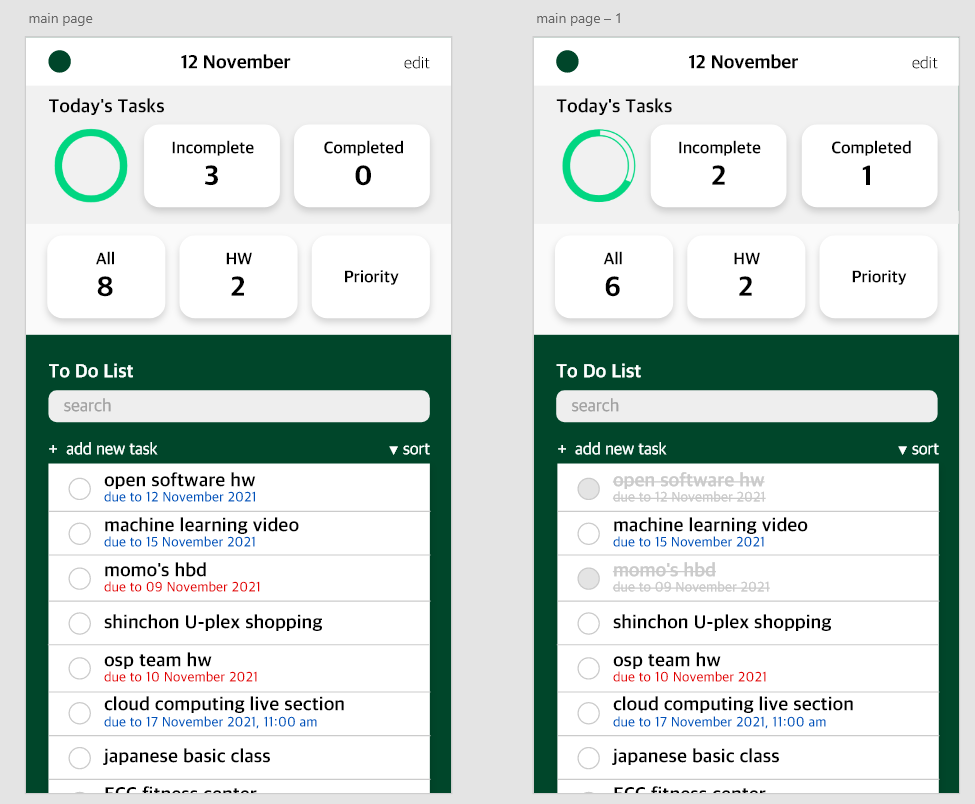 main page
12 November
edit
Today's Tasks
Incomplete
3
Completed
0
All
8
HW
2
Priority
To Do List
search
+ add new task
▼ sort
open software hw
due to 12 November 2021
machine learning video
due to 15 November 2021
momo's hbd
due to 09 November 2021
shinchon U-plex shopping
osp team hw
due to 10 November 2021
cloud computing live section
due to 17 November 2021, 11:00 am
japanese basic class
ECC fitness center
main page – 1
12 November
edit
Today's Tasks
Incomplete
2
Completed
1
All
6
HW
2
Priority
To Do List
search
+ add new task
▼ sort
open software hw
due to 12 November 2021
machine learning video
due to 15 November 2021
momo's hbd
due to 09 November 2021
shinchon U-plex shopping
osp team hw
due to 10 November 2021
cloud computing live section
due to 17 November 2021, 11:00 am
japanese basic class
ECC fitness center